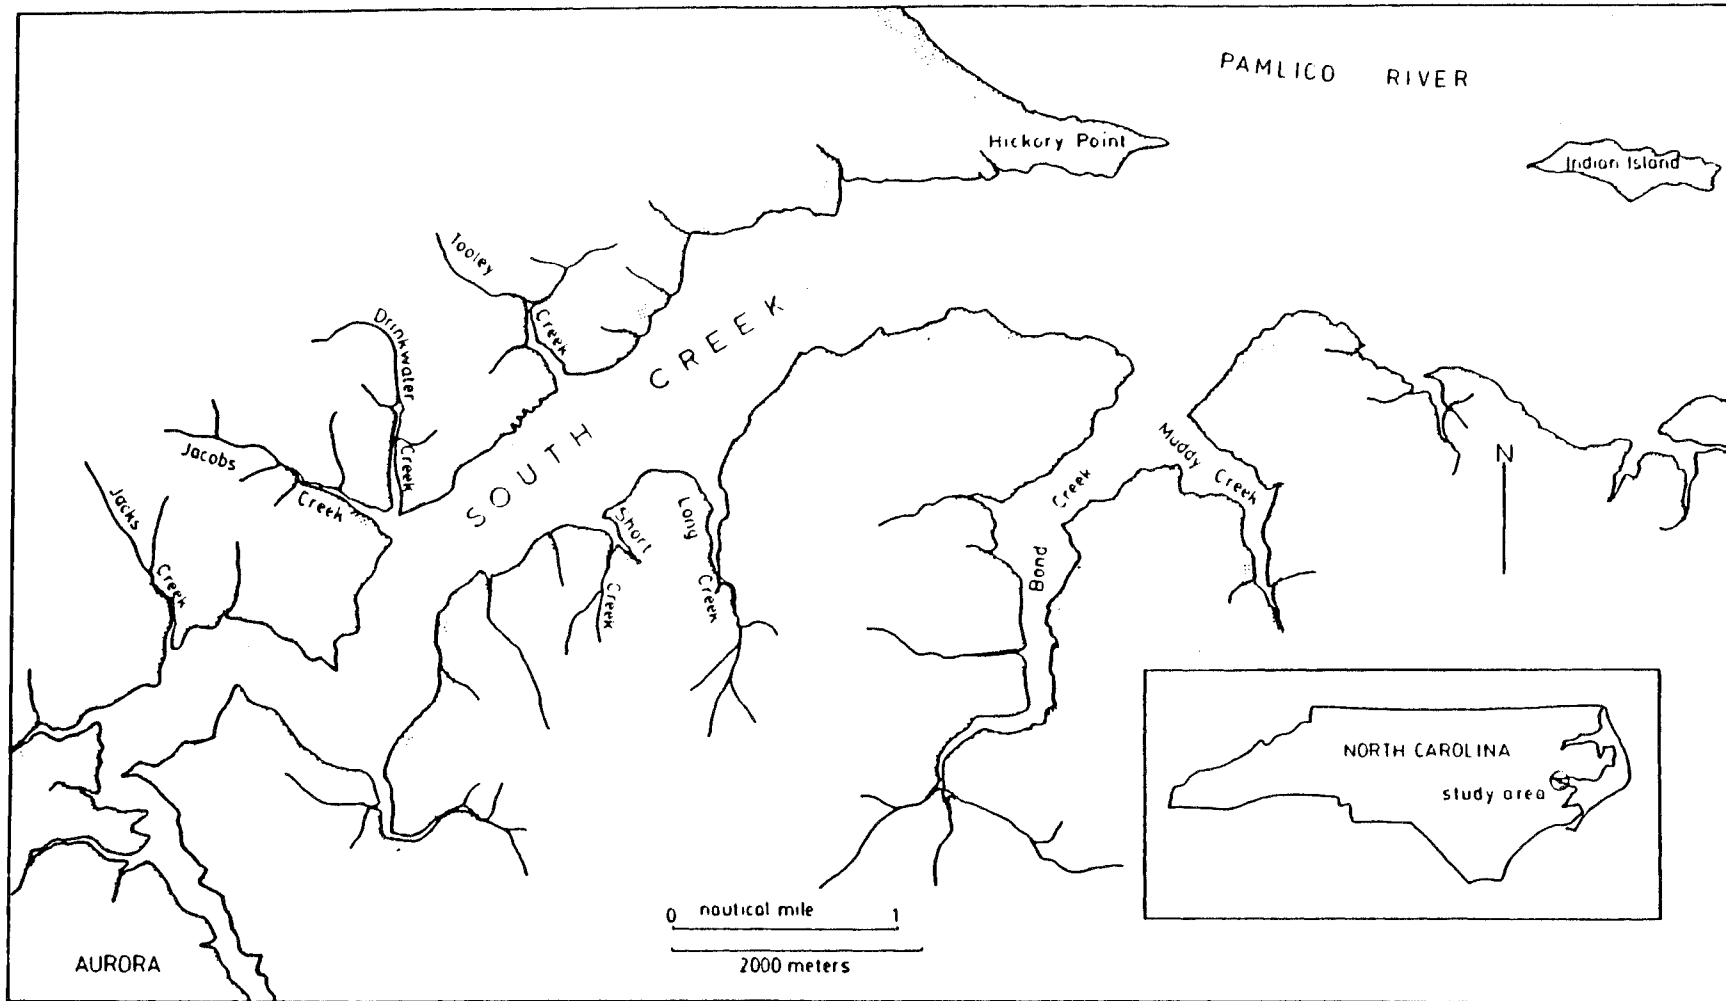 PAMLICO RIVER
Hickory Point
Indian Island
Tooley
Creek
Drinkwater
Creek
SOUTH CREEK
Jacobs
Creek
Jacks
Creek
Short
Creek
Long
Creek
Bond
Creek
Muddy
Creek
N
NORTH CAROLINA
study area
0 nautical mile 1
2000 meters
AURORA